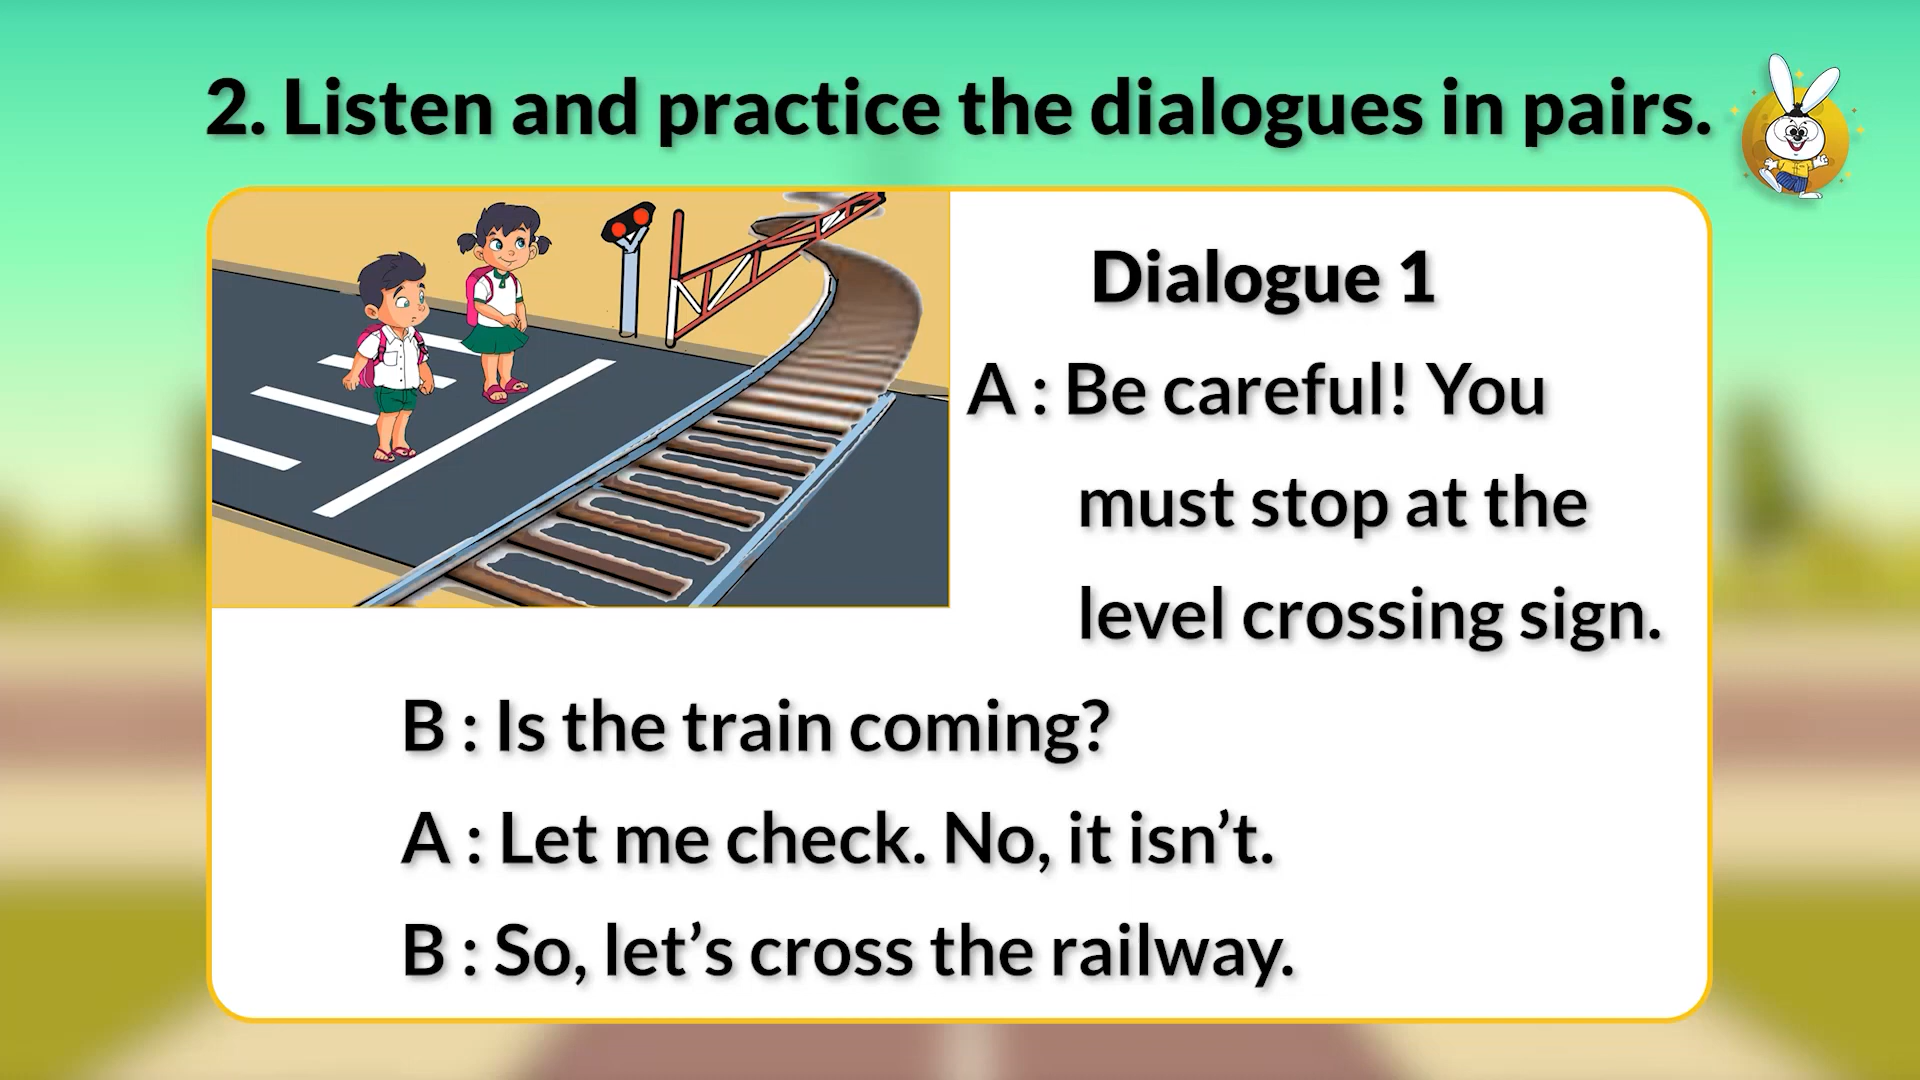 2. Listen and practice the dialogues in pairs.
Dialogue 1
A : Be careful! You
must stop at the
level crossing sign.
B : Is the train coming?
A : Let me check. No, it isn’t.
B : So, let’s cross the railway.